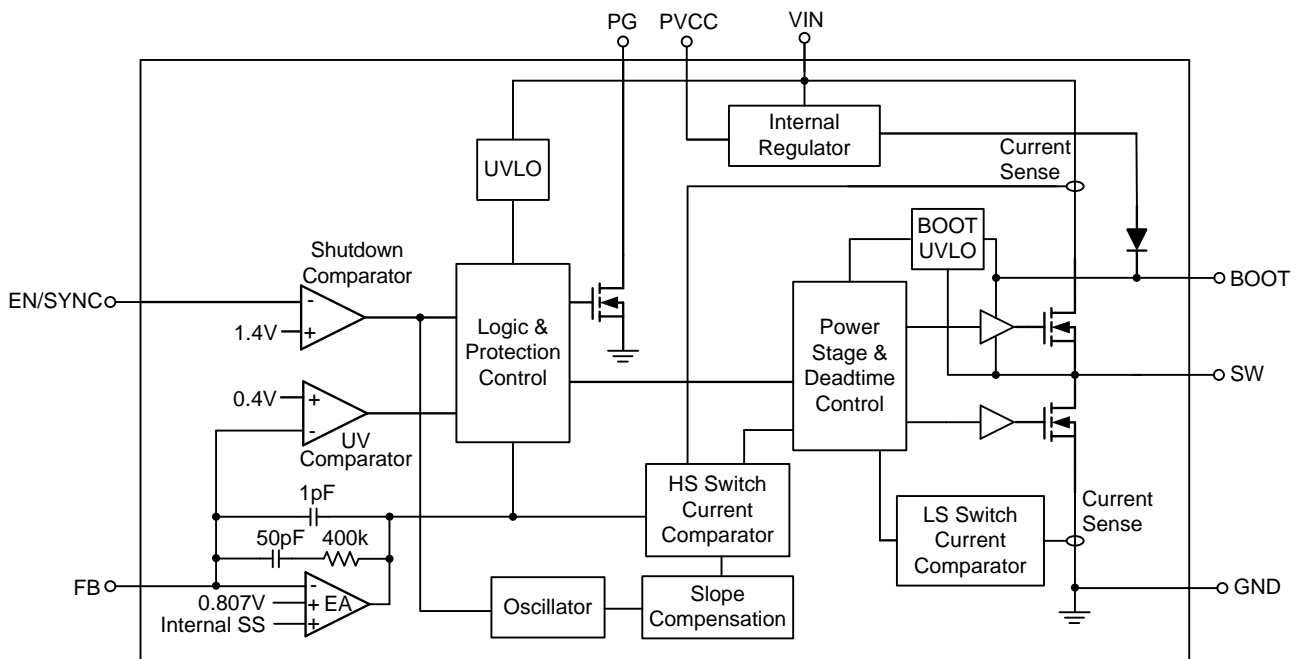 PG
PVCC
VIN
Internal
Regulator
Current
Sense
UVLO
BOOT
UVLO
Shutdown
Comparator
EN/SYNC
-
1.4V
+
BOOT
Logic &
Protection
Control
Power
Stage &
Deadtime
Control
SW
0.4V
+
-
UV
Comparator
1pF
HS Switch
Current
Comparator
LS Switch
Current
Comparator
Current
Sense
50pF
400k
FB
-
0.807V
+
EA
Internal SS
+
Oscillator
Slope
Compensation
GND